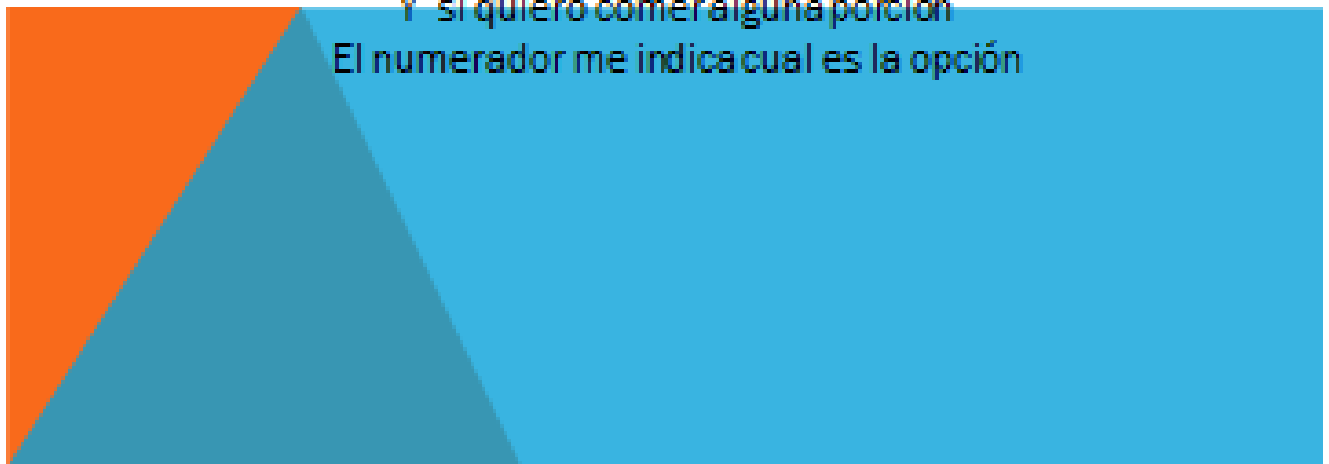 Y si quiero comer alguna porción
El numerador me indica cual es la opción